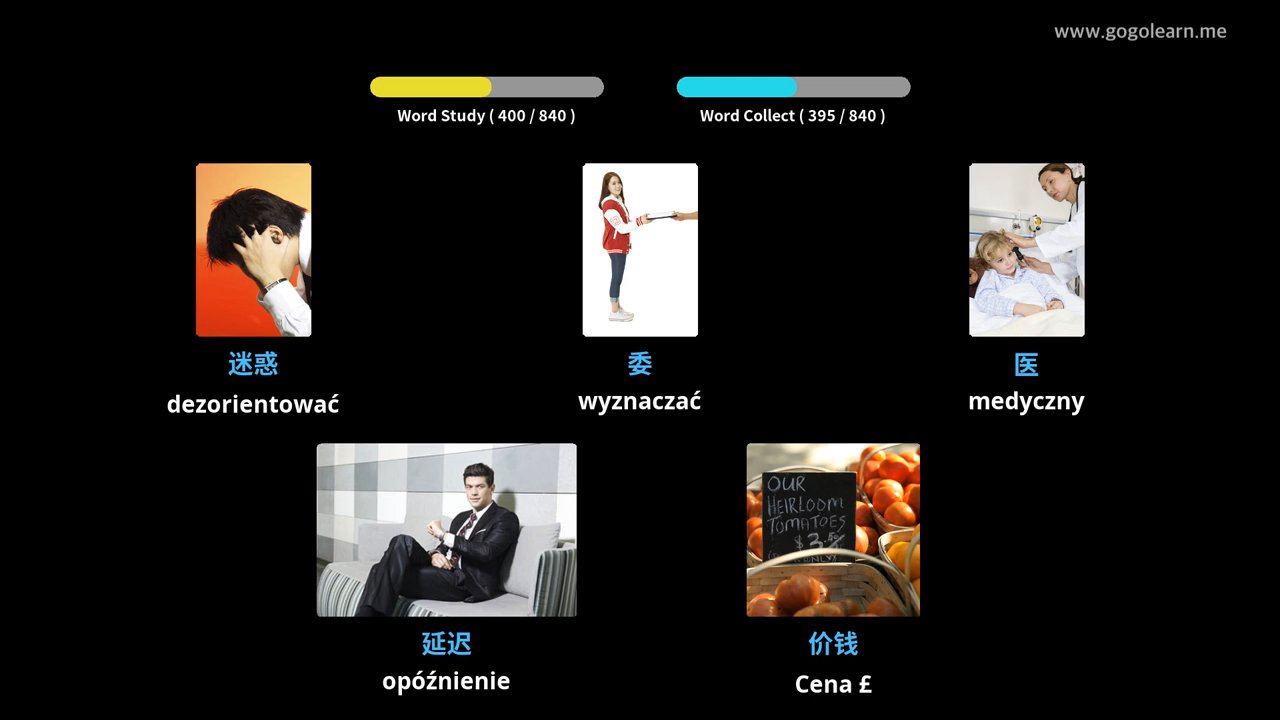 www.gogolearn.me
Word Study ( 400 / 840 )
Word Collect ( 395 / 840 )
迷惑
dezorientować
委
wyznaczać
医
medyczny
OUR
HEIRLOOM
TOMATOES
延迟
opóźnienie
价钱
Cena £